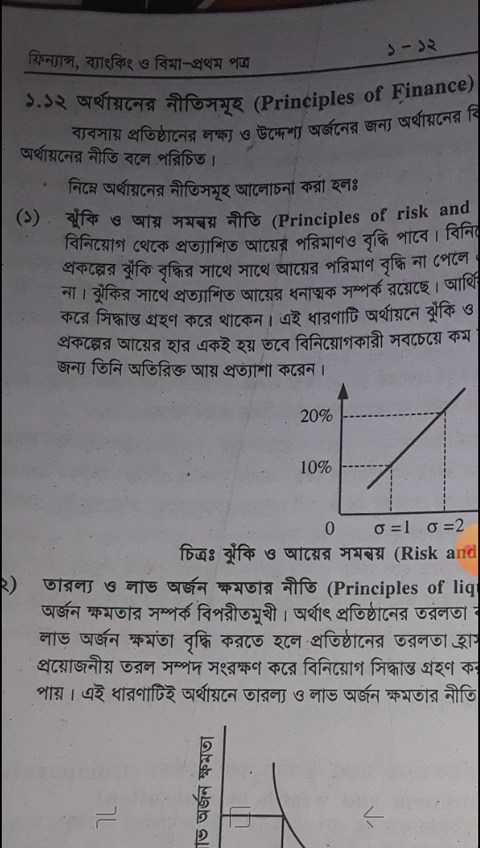 ফিন্যান্স, ব্যাংকিং ও বিমা-প্রথম পত্র
১-১২
১.১২ অর্থায়নের নীতিসমূহ (Principles of Finance)
ব্যবসায় প্রতিষ্ঠানের লক্ষ্য ও উদ্দেশ্য অর্জনের জন্য অর্থায়নের
অর্থায়নের নীতি বলে পরিচিত।
নিম্নে অর্থায়নের নীতিসমূহ আলোচনা করা হলঃ
(১) ঝুঁকি ও আয় সমন্বয় নীতি (Principles of risk and
বিনিয়োগ থেকে প্রত্যাশিত আয়ের পরিমাণও বৃদ্ধি পাবে।
প্রকল্পের ঝুঁকি বৃদ্ধির সাথে সাথে আয়ের পরিমাণ বৃদ্ধি না পেলে
না। ঝুঁকির সাথে প্রত্যাশিত আয়ের ধনাত্মক সম্পর্ক রয়েছে।
করে সিদ্ধান্ত গ্রহণ করে থাকেন। এই ধারণাটি অর্থায়নে ঝুঁকি ও
প্রকল্পের আয়ের হার একই হয় তবে বিনিয়োগকারী সবচেয়ে কম
জন্য তিনি অতিরিক্ত আয় প্রত্যাশা করেন।
20%
10%
0 σ=1 σ=2
চিত্রঃ ঝুঁকি ও আয়ের সমন্বয় (Risk and
২) তারল্য ও লাভ অর্জন ক্ষমতার নীতি (Principles of liq
অর্জন ক্ষমতার সম্পর্ক বিপরীতমুখী। অর্থাৎ প্রতিষ্ঠানের তরলতা
লাভ অর্জন ক্ষমতা বৃদ্ধি করতে হলে প্রতিষ্ঠানের তরলতা
প্রয়োজনীয় তরল সম্পদ সংরক্ষণ করে বিনিয়োগ সিদ্ধান্ত গ্রহণ
পায়। এই ধারণাটিই অর্থায়নে তারল্য ও লাভ অর্জন ক্ষমতার নীতি
অর্জন ক্ষমতা